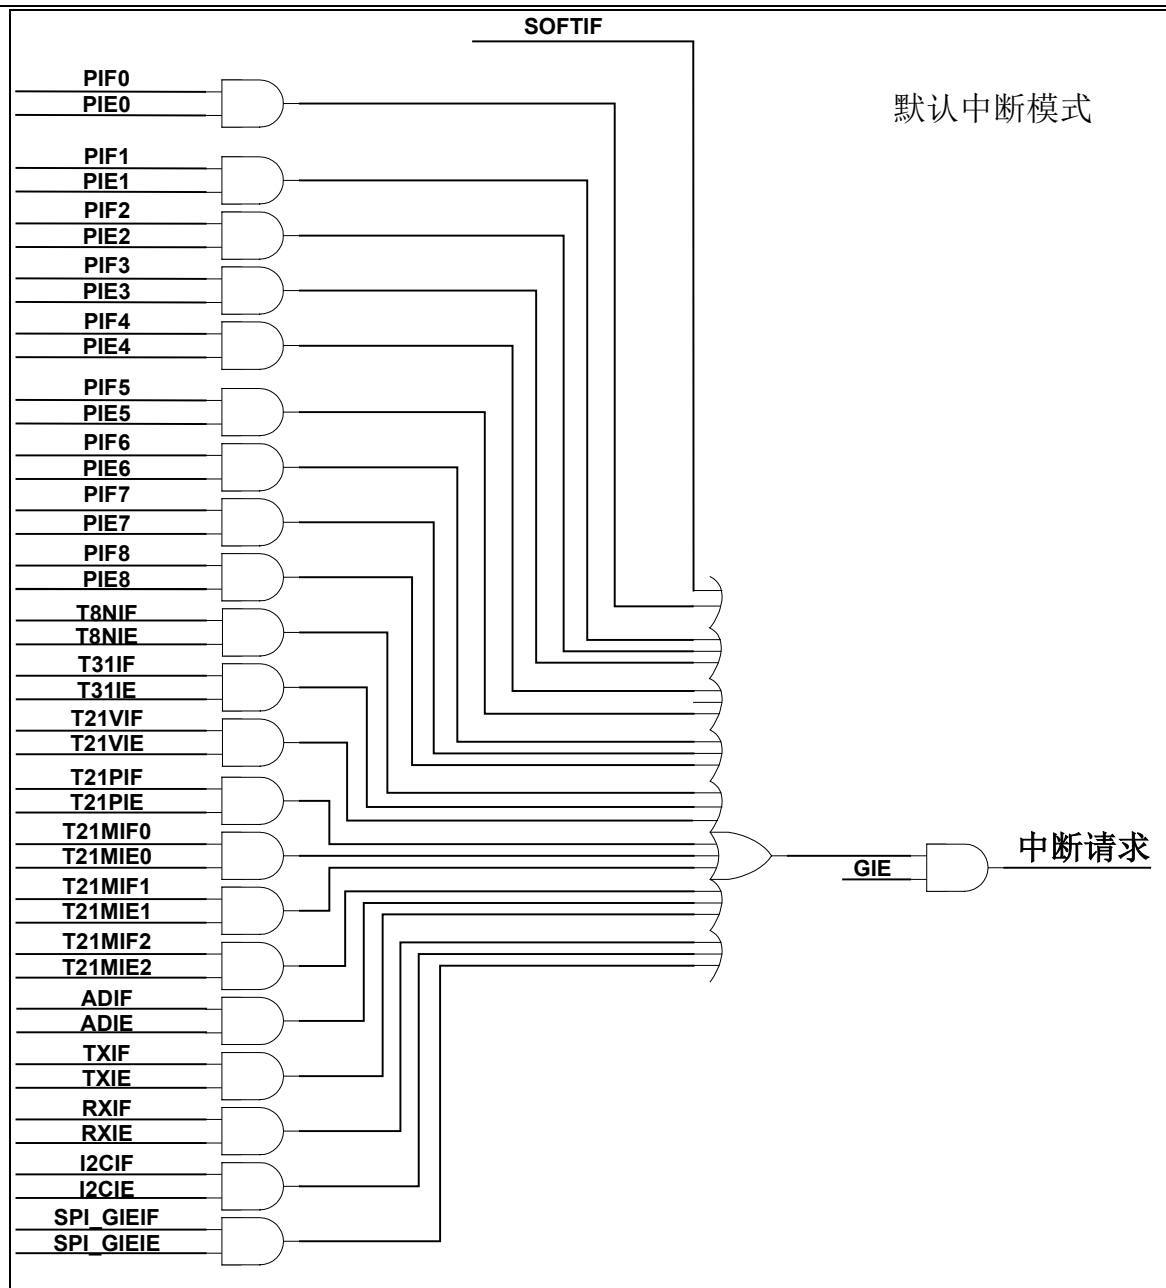 SOFTIF
PIF0
PIE0
默认中断模式
PIF1
PIE1
PIF2
PIE2
PIF3
PIE3
PIF4
PIE4
PIF5
PIE5
PIF6
PIE6
PIF7
PIE7
PIF8
PIE8
T8NIF
T8NIE
T31IF
T31IE
T21VIF
T21VIE
T21PIF
T21PIE
T21MIF0
T21MIE0
中断请求
GIE
T21MIF1
T21MIE1
T21MIF2
T21MIE2
ADIF
ADIE
TXIF
TXIE
RXIF
RXIE
I2CIF
I2CIE
SPI_GIEIF
SPI_GIEIE